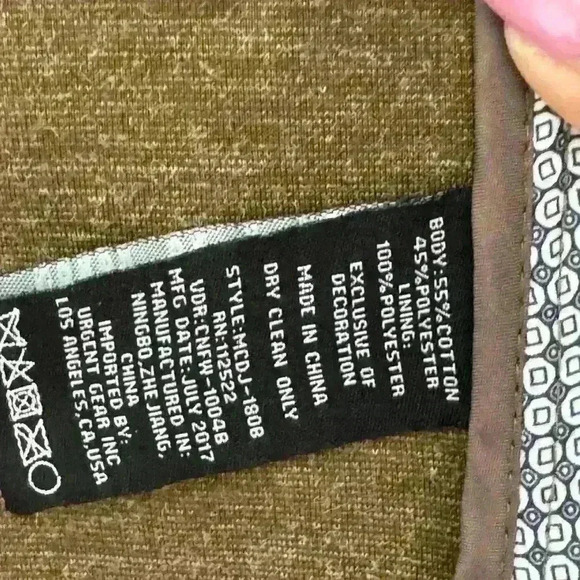 BODY:55%COTTON
45%POLYESTER
LINING:
100%POLYESTER
EXCLUSIVE OF
DECORATION
MADE IN CHINA
DRY CLEAN ONLY
STYLE:MCDJ-1808
RN:112522
VDR:CNFW-10048
MFG DATE:JULY 2017
MANUFACTURED IN:
NINGBO,ZHEJIANG,
CHINA
IMPORTED BY:
URGENT GEAR INC
LOS ANGELES,CA,USA